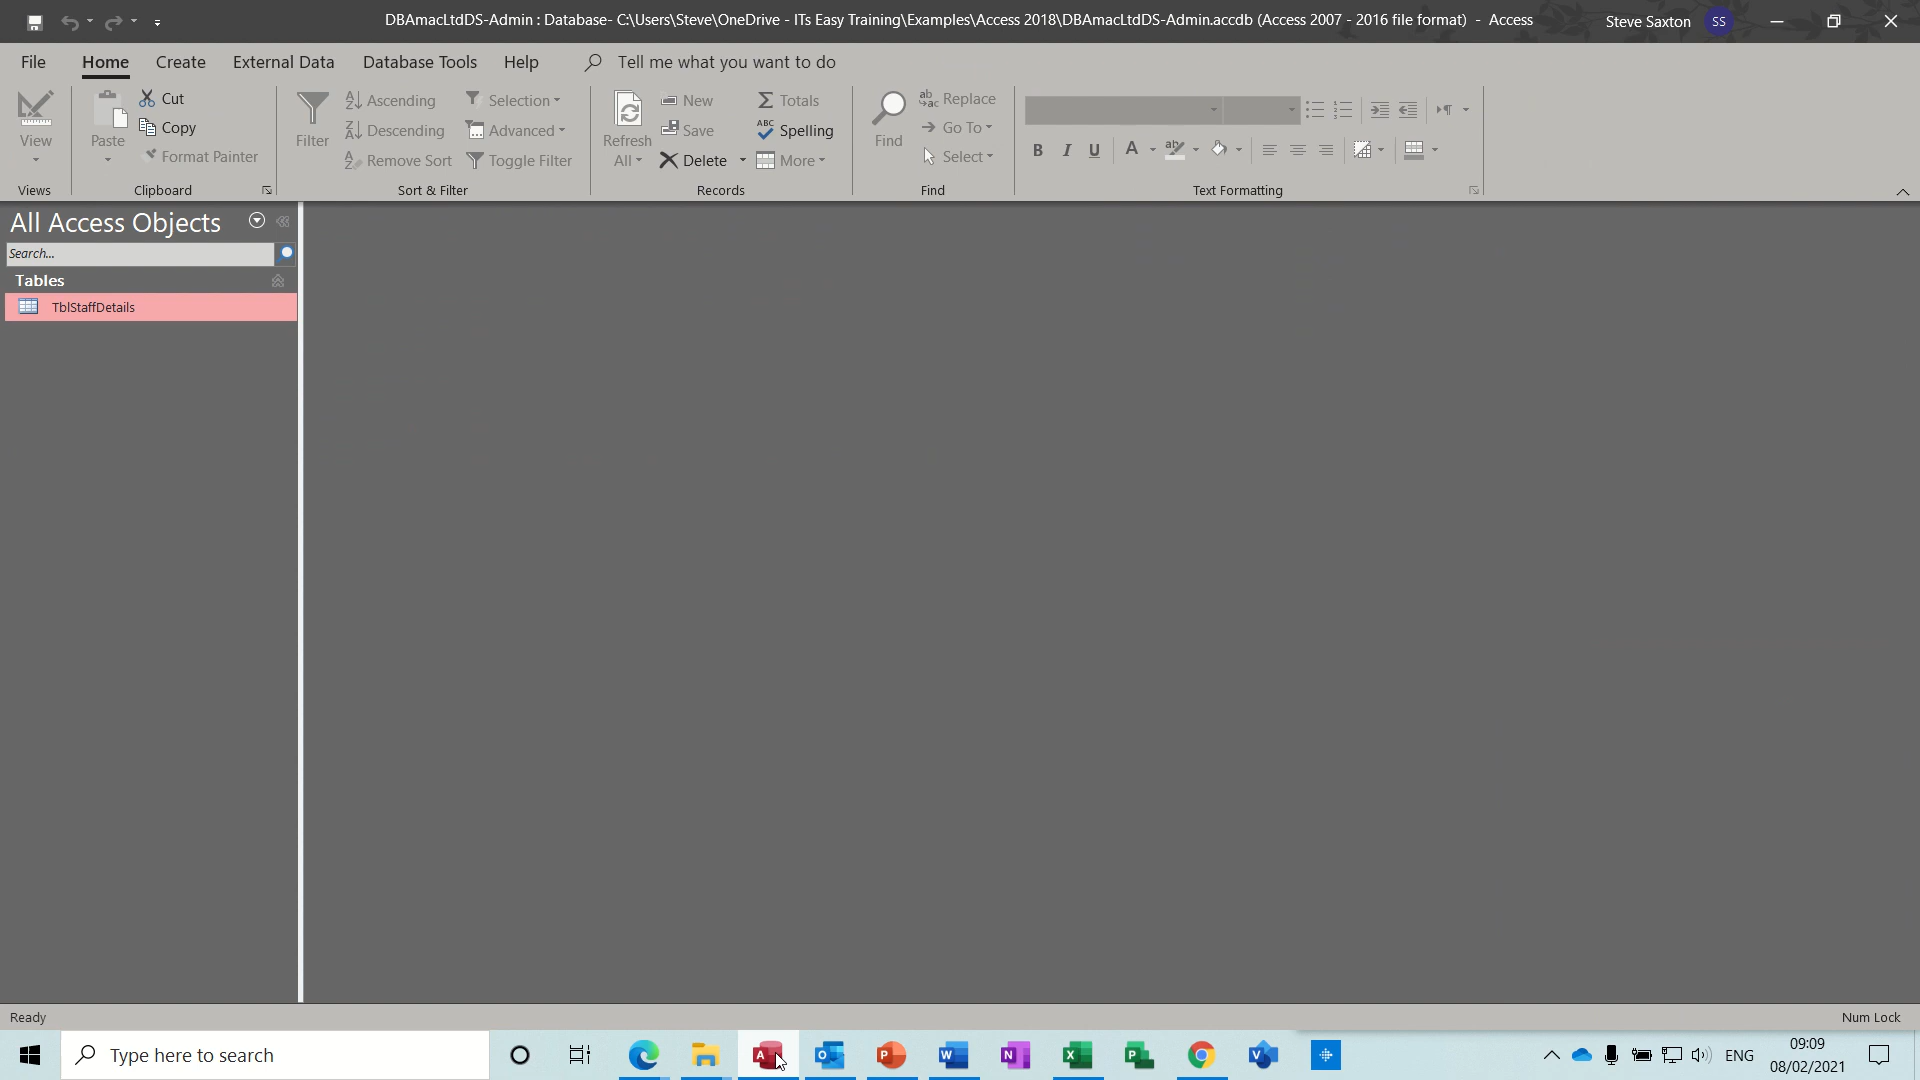 DBAmacLtdDS-Admin : Database- C:\Users\Steve\OneDrive - ITs Easy Training\Examples\Access 2018\DBAmacLtdDS-Admin.accdb (Access 2007 - 2016 file format) - Access
Steve Saxton SS
File Home Create External Data Database Tools Help Tell me what you want to do
View
Views
Paste
Cut
Copy
Format Painter
Clipboard
Filter
Ascending
Descending
Remove Sort
Selection
Advanced
Toggle Filter
Sort & Filter
Refresh
All
New
Save
Delete
Totals
Spelling
More
Records
Find
Replace
Go To
Select
Find
B I U A
Text Formatting
All Access Objects
Search...
Tables
TblStaffDetails
Ready
Num Lock
Type here to search
ENG
09:09
08/02/2021